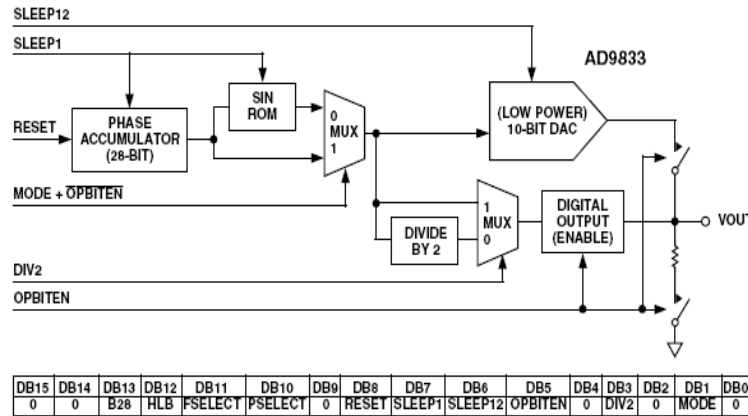 SLEEP12
SLEEP1
AD9833
RESET
PHASE
ACCUMULATOR
(28-BIT)
SIN
ROM
0
MUX
1
(LOW POWER)
10-BIT DAC
MODE + OPBITEN
DIVIDE
BY 2
1
MUX
0
DIGITAL
OUTPUT
(ENABLE)
VOUT
DIV2
OPBITEN
DB15 DB14 DB13 DB12 DB11 DB10 DB9 DB8 DB7 DB6 DB5 DB4 DB3 DB2 DB1 DB0
0 0 B28 HLB FSELECT PSELECT 0 RESET SLEEP1 SLEEP12 OPBITEN 0 DIV2 0 MODE 0